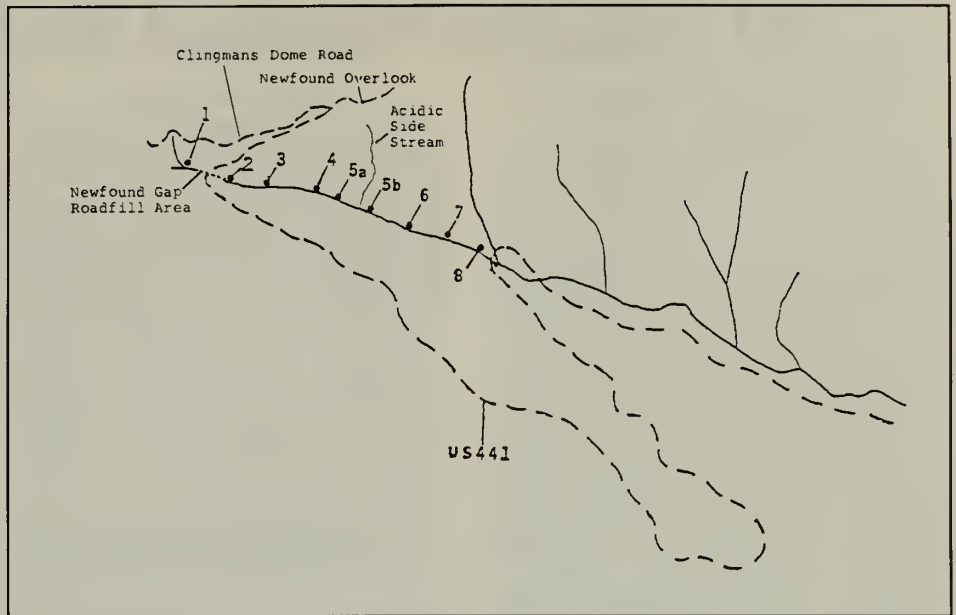 Clingmans Dome Road
Newfound Overlook
Acidic
Side
Stream
1
2
3
4
5a
5b
6
7
8
Newfound Gap
Roadfill Area
US441